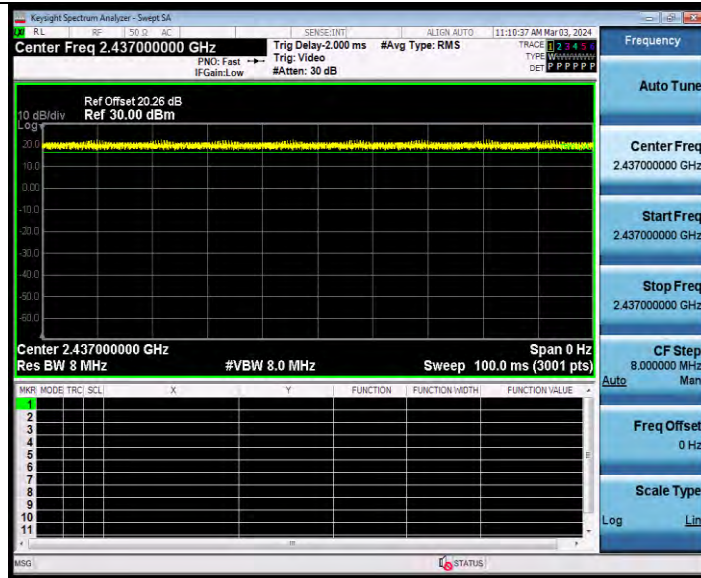 Keysight Spectrum Analyzer - Swept SA
RL RF 50 Ω AC SENSE:INT ALIGN AUTO 11:10:37 AM Mar 03, 2024
Center Freq 2.437000000 GHz
PNO: Fast
IFGain:Low
Trig Delay-2.000 ms
Trig: Video
#Atten: 30 dB
#Avg Type: RMS
TRACE 1 2 3 4 5 6
TYPE
DET P P P P P P
Ref Offset 20.26 dB
10 dB/div Ref 30.00 dBm
Log
20.0
10.0
0.00
-10.0
-20.0
-30.0
-40.0
-50.0
-60.0
Center 2.437000000 GHz Span 0 Hz
Res BW 8 MHz #VBW 8.0 MHz Sweep 100.0 ms (3001 pts)
MKR MODE TRC SCL X Y FUNCTION FUNCTION WIDTH FUNCTION VALUE
1
2
3
4
5
6
7
8
9
10
11
MSG STATUS
Frequency
Auto Tune
Center Freq
2.437000000 GHz
Start Freq
2.437000000 GHz
Stop Freq
2.437000000 GHz
CF Step
8.000000 MHz
Auto Man
Freq Offset
0 Hz
Scale Type
Log Lin